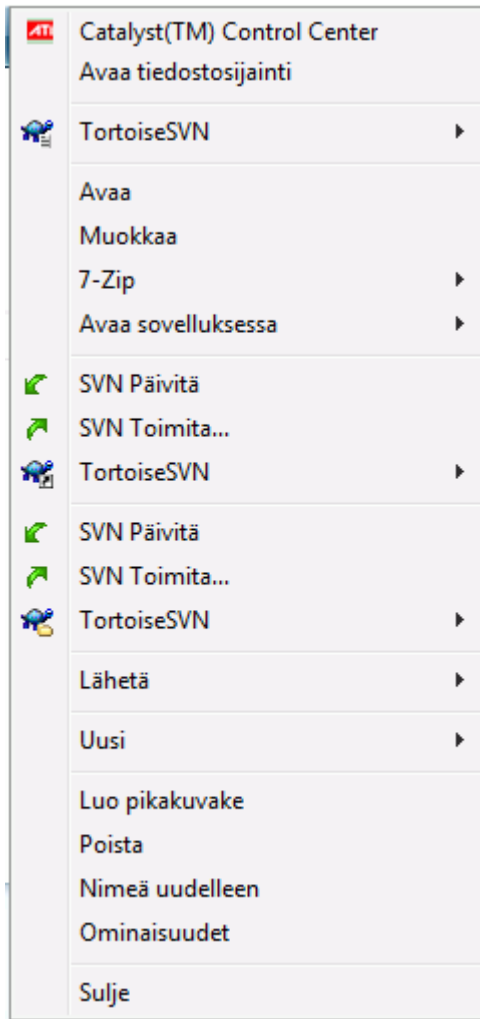 ATI Catalyst(TM) Control Center
Avaa tiedostosijainti
TortoiseSVN
Avaa
Muokkaa
7-Zip
Avaa sovelluksessa
SVN Päivitä
SVN Toimita...
TortoiseSVN
SVN Päivitä
SVN Toimita...
TortoiseSVN
Lähetä
Uusi
Luo pikakuvake
Poista
Nimeä uudelleen
Ominaisuudet
Sulje